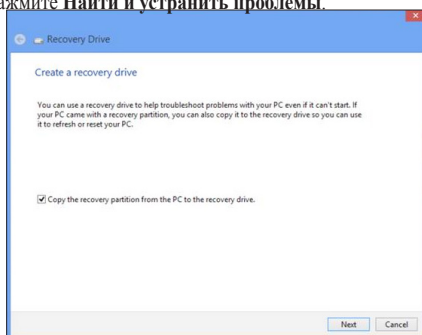 ажмите Найти и устранить проблемы.
Recovery Drive
Create a recovery drive
You can use a recovery drive to help troubleshoot problems with your PC even if it can't start. If
your PC came with a recovery partition, you can also copy it to the recovery drive so you can use
it to refresh or reset your PC.
Copy the recovery partition from the PC to the recovery drive.
Next Cancel